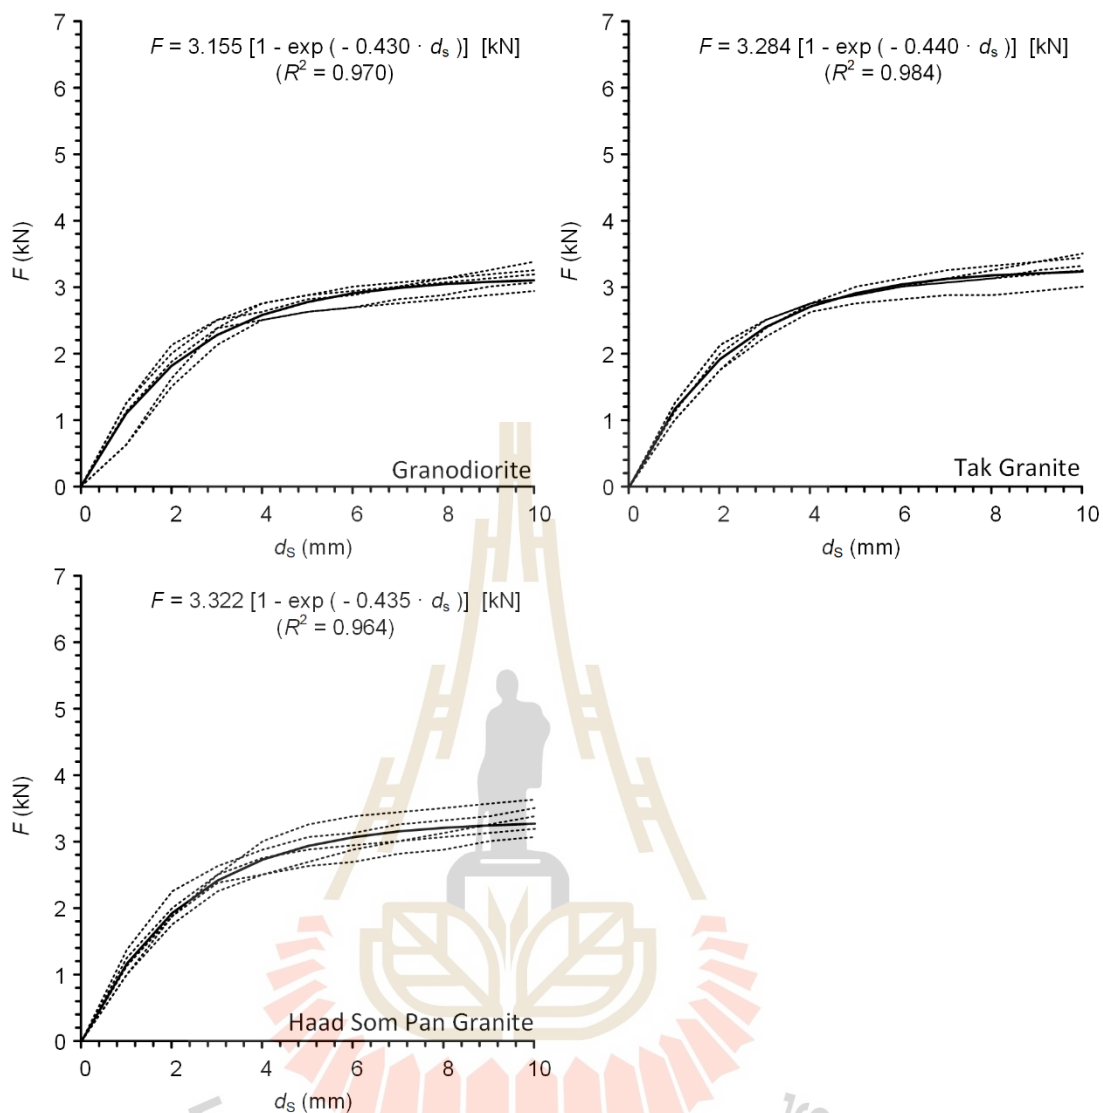 F = 3.155 [1 - exp ( - 0.430 · dₛ )] [kN]
(R² = 0.970)
7
6
5
4
3
2
1
0
F (kN)
Granodiorite
0 2 4 6 8 10
dₛ (mm)
F = 3.284 [1 - exp ( - 0.440 · dₛ )] [kN]
(R² = 0.984)
7
6
5
4
3
2
1
0
F (kN)
Tak Granite
0 2 4 6 8 10
dₛ (mm)
F = 3.322 [1 - exp ( - 0.435 · dₛ )] [kN]
(R² = 0.964)
7
6
5
4
3
2
1
0
F (kN)
Haad Som Pan Granite
0 2 4 6 8 10
dₛ (mm)